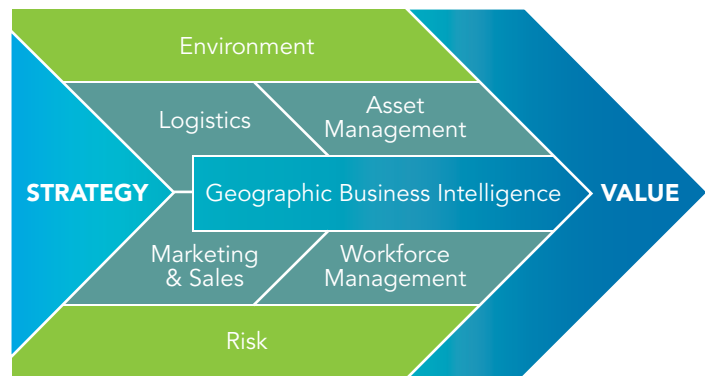 Environment
Logistics
Asset
Management
STRATEGY
Geographic Business Intelligence
VALUE
Marketing
& Sales
Workforce
Management
Risk